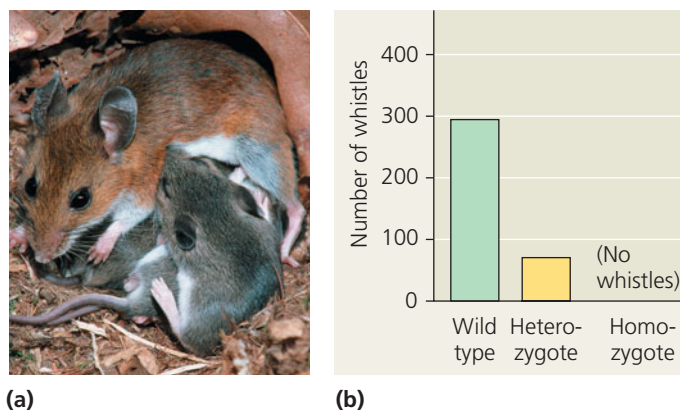 400
300
200
100
0
Number of whistles
(No
whistles)
Wild
type
Hetero-
zygote
Homo-
zygote
(a)
(b)